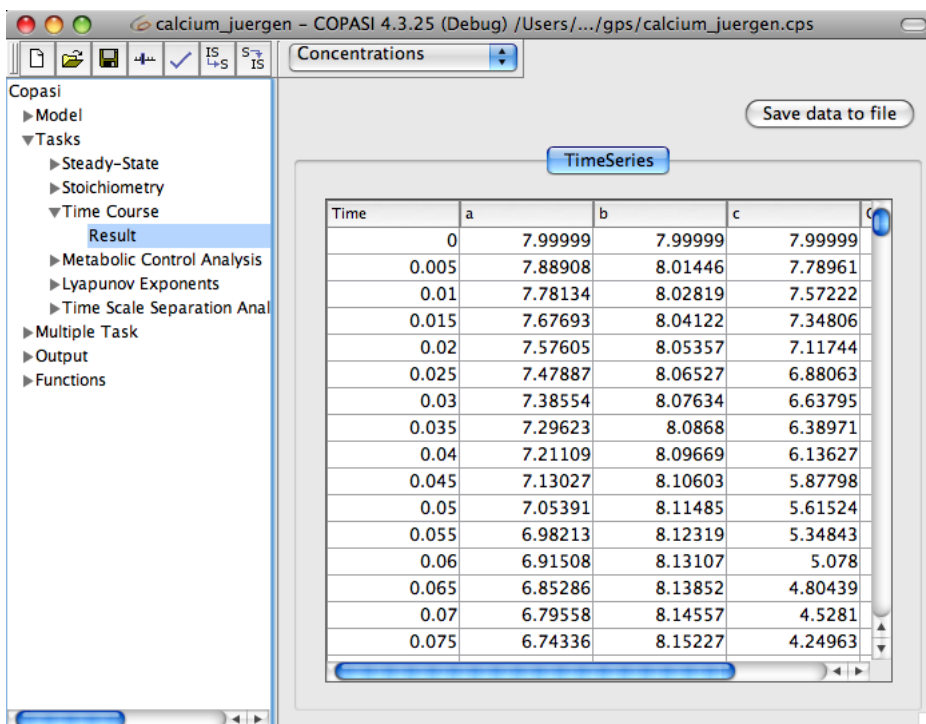 calcium_juergen – COPASI 4.3.25 (Debug) /Users/.../gps/calcium_juergen.cps
IS S S IS Concentrations
Copasi
Model
Tasks
Steady-State
Stoichiometry
Time Course
Result
Metabolic Control Analysis
Lyapunov Exponents
Time Scale Separation Anal
Multiple Task
Output
Functions
Save data to file
TimeSeries
Time a b c
0 7.99999 7.99999 7.99999
0.005 7.88908 8.01446 7.78961
0.01 7.78134 8.02819 7.57222
0.015 7.67693 8.04122 7.34806
0.02 7.57605 8.05357 7.11744
0.025 7.47887 8.06527 6.88063
0.03 7.38554 8.07634 6.63795
0.035 7.29623 8.0868 6.38971
0.04 7.21109 8.09669 6.13627
0.045 7.13027 8.10603 5.87798
0.05 7.05391 8.11485 5.61524
0.055 6.98213 8.12319 5.34843
0.06 6.91508 8.13107 5.078
0.065 6.85286 8.13852 4.80439
0.07 6.79558 8.14557 4.5281
0.075 6.74336 8.15227 4.24963